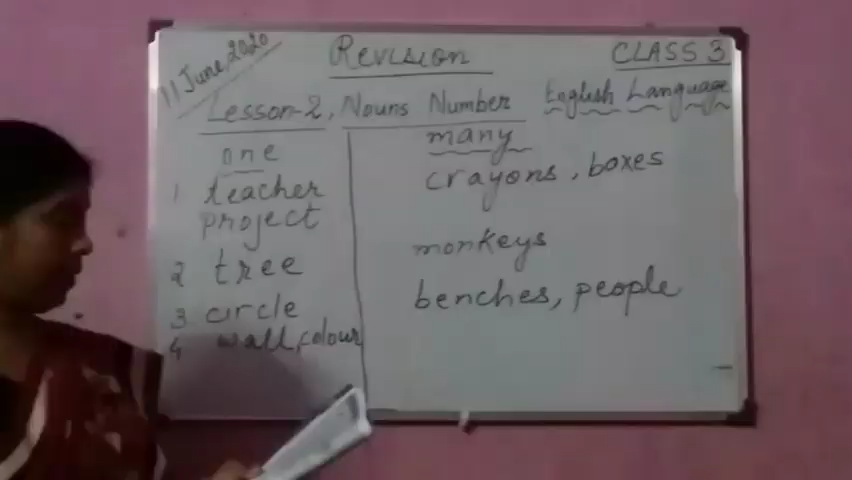 11 June, 2020
Revision
CLASS 3
Lesson-2, Nouns Number
English Language
one
many
1 teacher
project
crayons, boxes
2 tree
monkeys
3 circle
benches, people
4 wall, colour